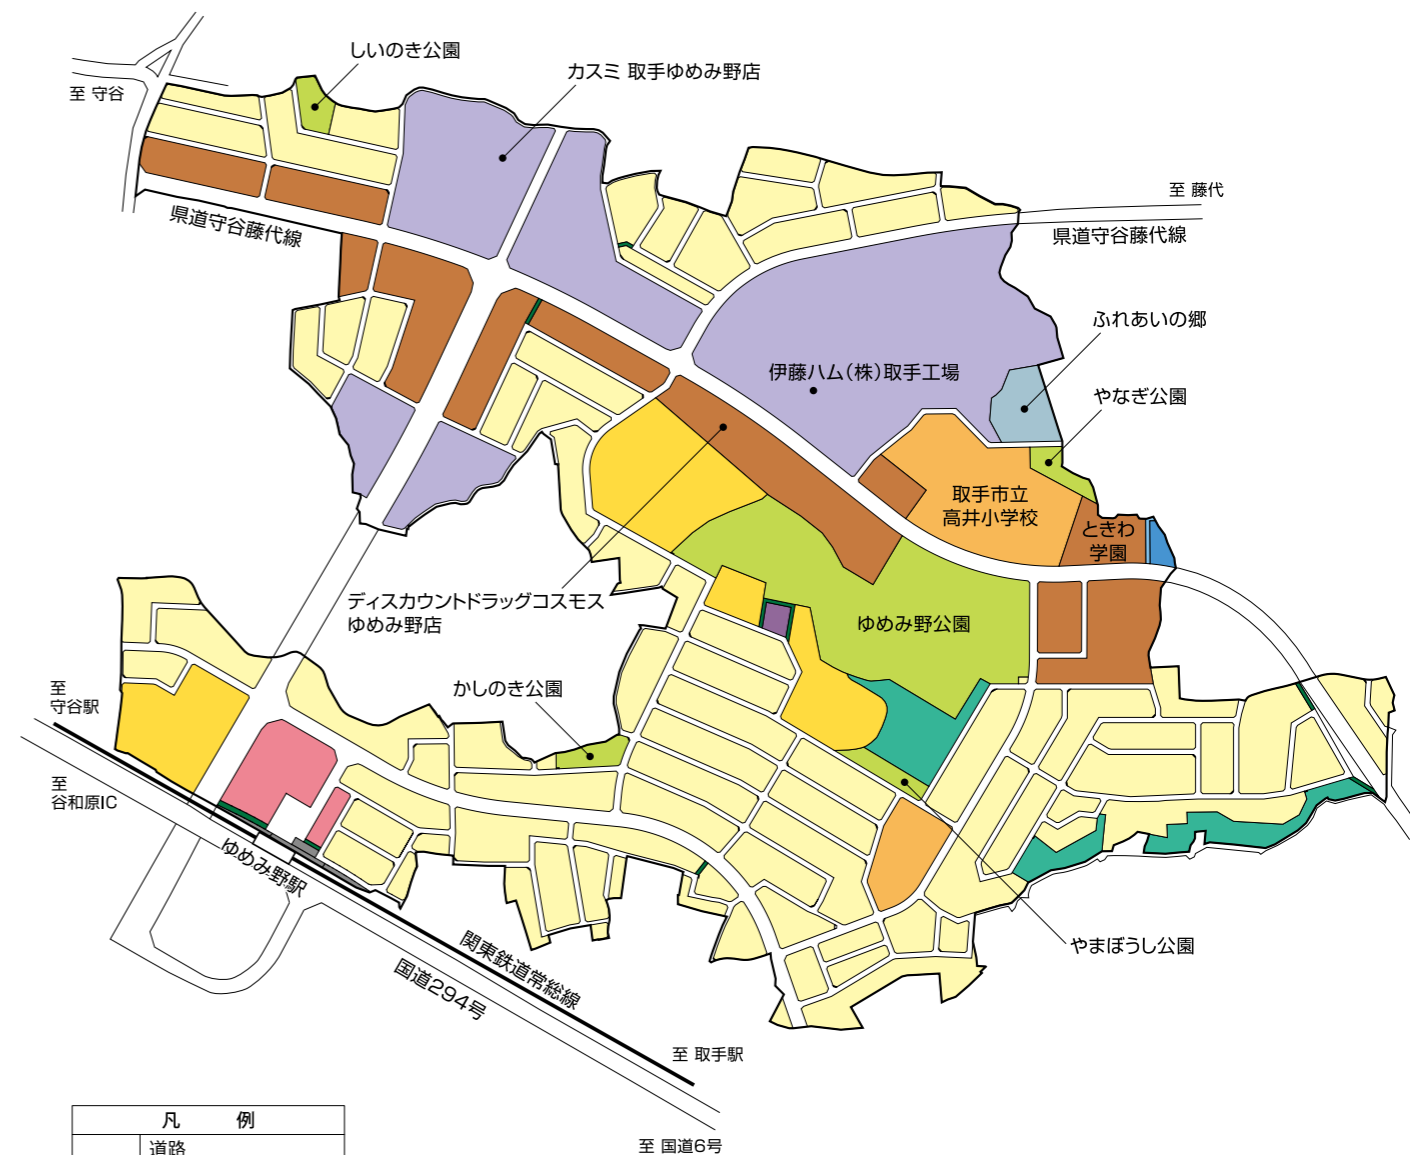 しいのき公園
カスミ 取手ゆめみ野店
至 守谷
至 藤代
県道守谷藤代線
県道守谷藤代線
ふれあいの郷
伊藤ハム(株)取手工場
やなぎ公園
取手市立
高井小学校
ときわ
学園
ディスカウントドラッグコスモス
ゆめみ野店
ゆめみ野公園
かしのき公園
至
守谷駅
至
谷和原IC
ゆめみ野駅
関東鉄道常総線
国道294号
やまぼうし公園
至 取手駅
至 国道6号
凡 例
道路